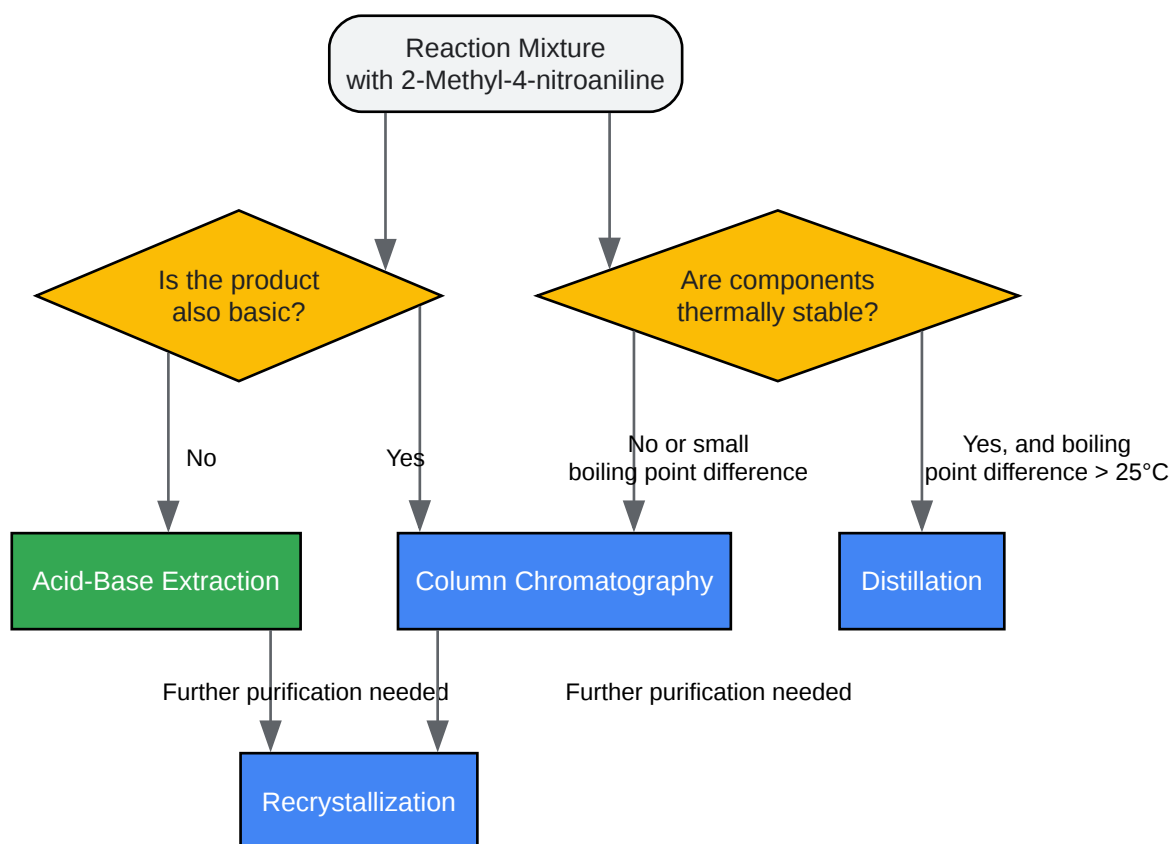 Reaction Mixture
with 2-Methyl-4-nitroaniline
Is the product
also basic?
Are components
thermally stable?
No
Yes
No or small
boiling point difference
Yes, and boiling
point difference > 25°C
Acid-Base Extraction
Column Chromatography
Distillation
Further purification needed
Further purification needed
Recrystallization